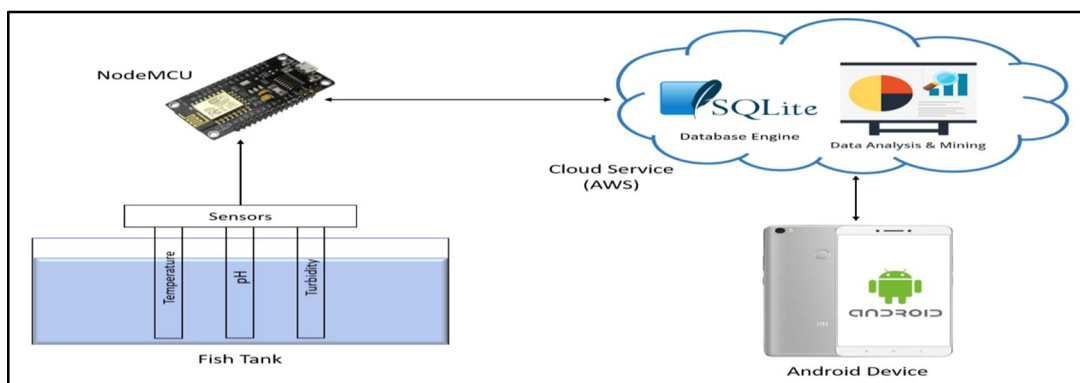 NodeMCU
SQLite
Database Engine
Data Analysis & Mining
Cloud Service
(AWS)
Sensors
Temperature
pH
Turbidity
Fish Tank
mi
ANDROID
Android Device